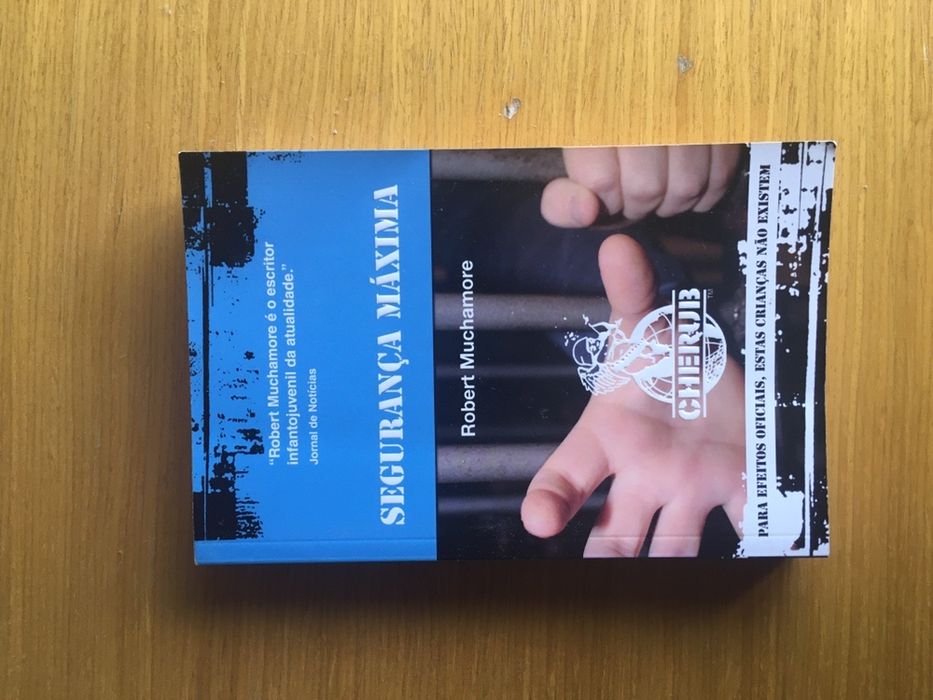 “Robert Muchamore é o escritor
infantojuvenil da atualidade.”
Jornal de Notícias
SEGURANÇA MÁXIMA
Robert Muchamore
CHERUB™
PARA EFEITOS OFICIAIS, ESTAS CRIANÇAS NÃO EXISTEM